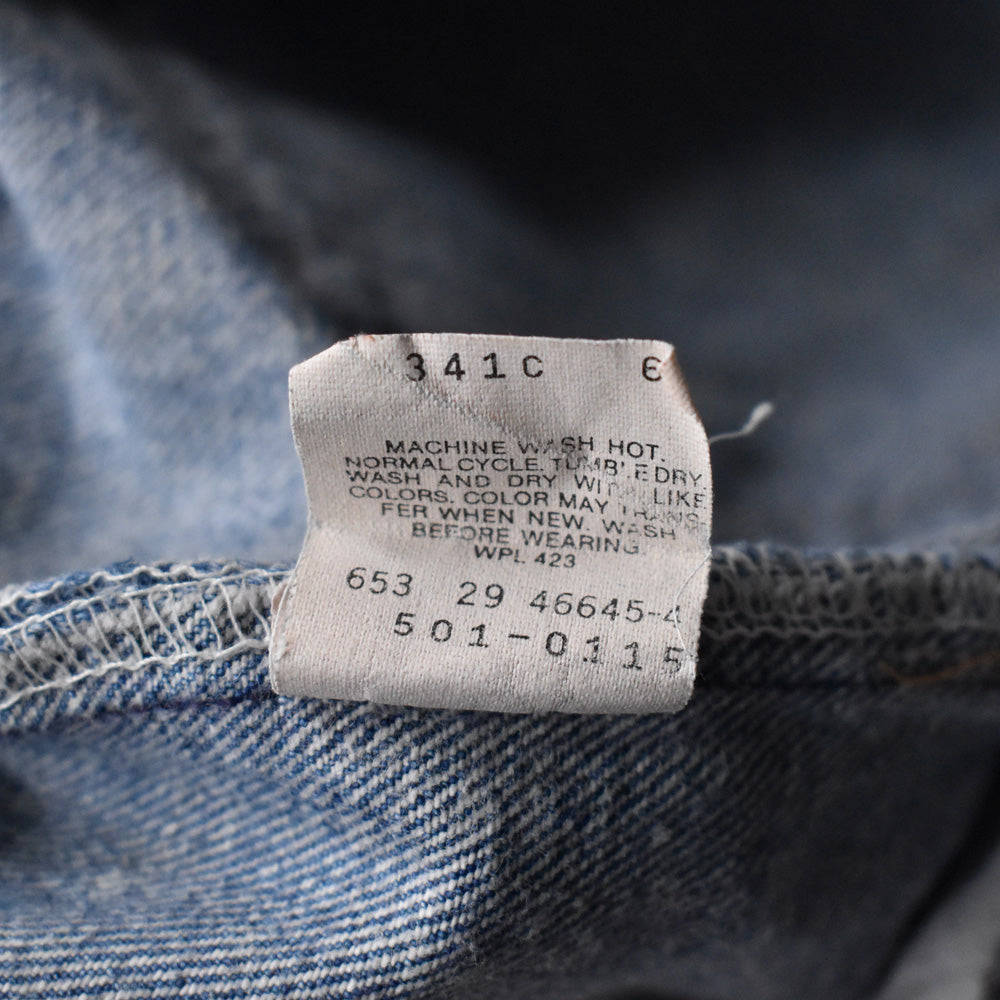 341C 6
MACHINE WASH HOT.
NORMAL CYCLE. TUMBLE DRY.
WASH AND DRY WITH LIKE
COLORS. COLOR MAY TRANS-
FER WHEN NEW. WASH
BEFORE WEARING.
WPL 423
653 29 46645-4
501-0115